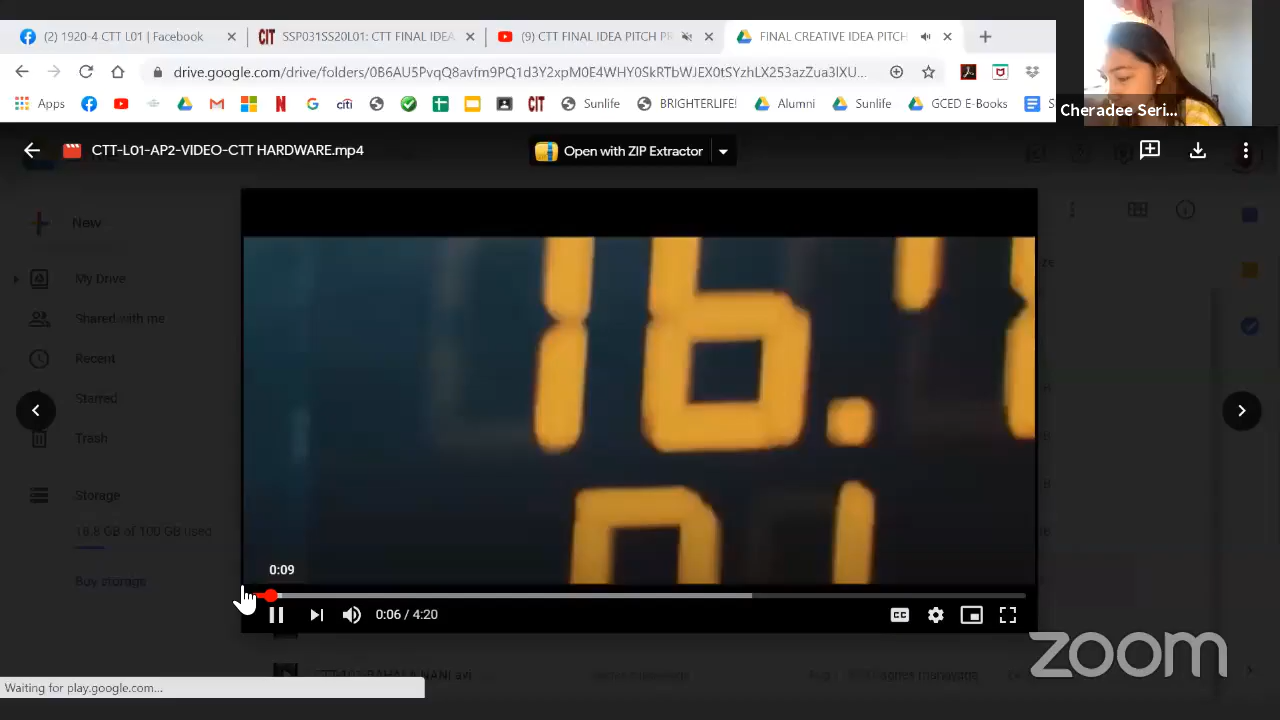 (2) 1920-4 CTT L01 | Facebook
CIT SSP031SS20L01: CTT FINAL IDEA
(9) CTT FINAL IDEA PITCH PR
FINAL CREATIVE IDEA PITCH
drive.google.com/drive/folders/
Apps
citi
CIT
Sunlife
BRIGHTERLIFE!
Alumni
Sunlife
GCED E-Books
S
Cheradee Seri...
CTT-L01-AP2-VIDEO-CTT HARDWARE.mp4
Open with ZIP Extractor
New
My Drive
Shared with me
Recent
Starred
Trash
Storage
18.8 GB of 100 GB used
Buy storage
16.
0:09
0:06 / 4:20
CC
zoom
Waiting for play.google.com...